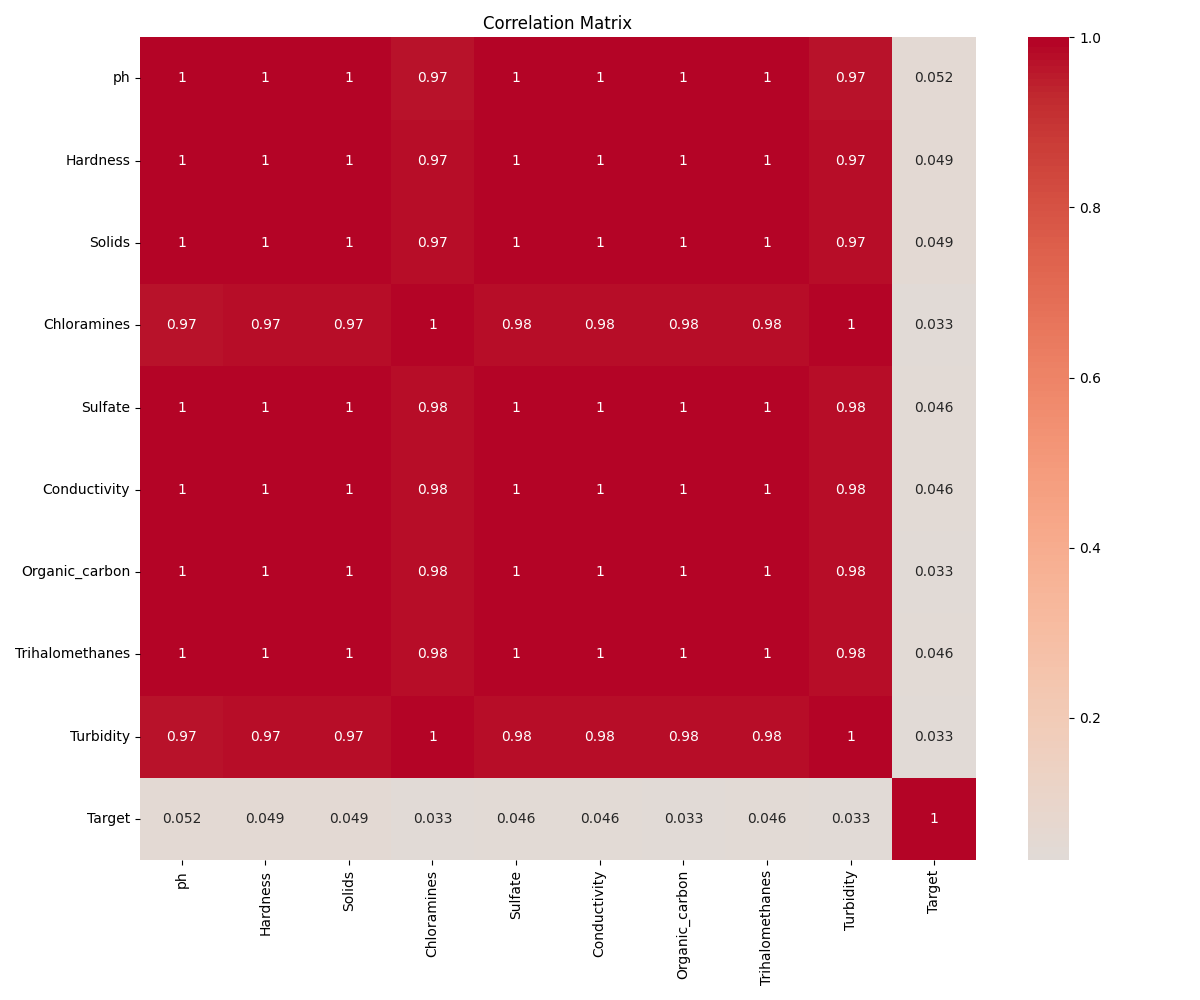 Correlation Matrix
ph 1 1 1 0.97 1 1 1 1 0.97 0.052
Hardness 1 1 1 0.97 1 1 1 1 0.97 0.049
Solids 1 1 1 0.97 1 1 1 1 0.97 0.049
Chloramines 0.97 0.97 0.97 1 0.98 0.98 0.98 0.98 1 0.033
Sulfate 1 1 1 0.98 1 1 1 1 0.98 0.046
Conductivity 1 1 1 0.98 1 1 1 1 0.98 0.046
Organic_carbon 1 1 1 0.98 1 1 1 1 0.98 0.033
Trihalomethanes 1 1 1 0.98 1 1 1 1 0.98 0.046
Turbidity 0.97 0.97 0.97 1 0.98 0.98 0.98 0.98 1 0.033
Target 0.052 0.049 0.049 0.033 0.046 0.046 0.033 0.046 0.033 1
ph
Hardness
Solids
Chloramines
Sulfate
Conductivity
Organic_carbon
Trihalomethanes
Turbidity
Target
1.0
0.8
0.6
0.4
0.2